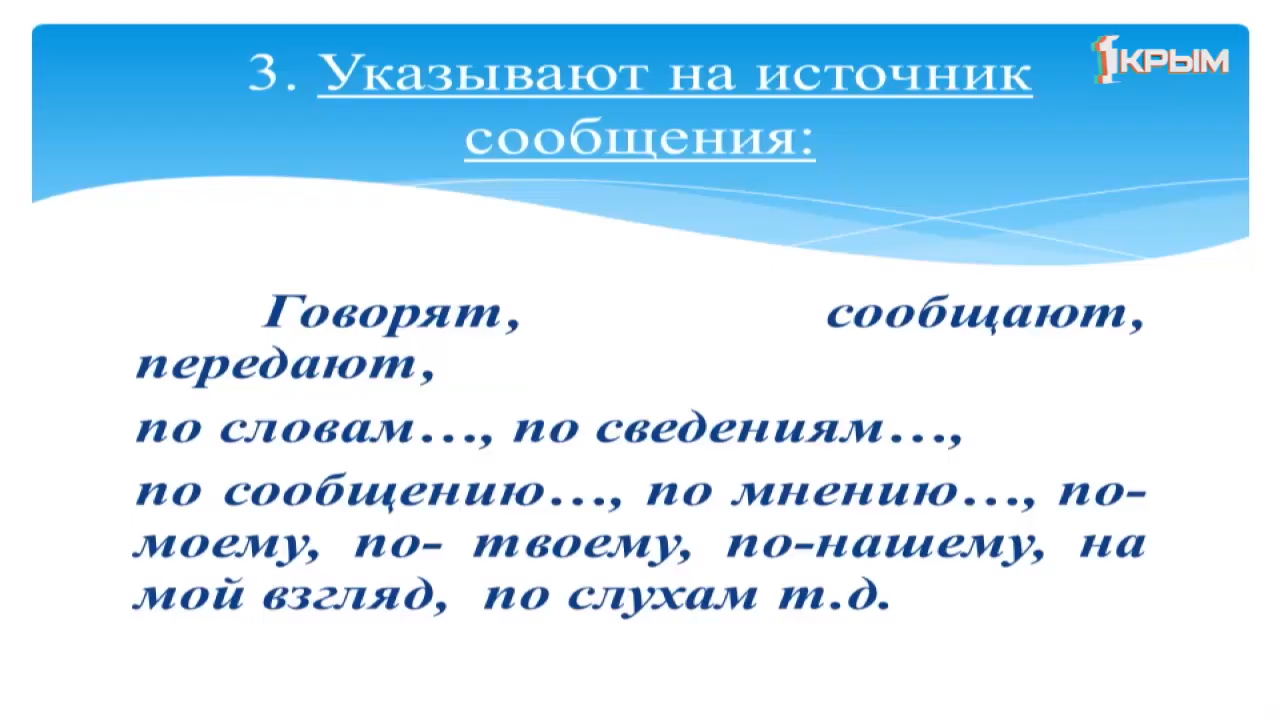 3. Указывают на источник
сообщения:
1КРЫМ
Говорят, сообщают,
передают,
по словам…, по сведениям…,
по сообщению…, по мнению…, по-
моему, по- твоему, по-нашему, на
мой взгляд, по слухам т.д.